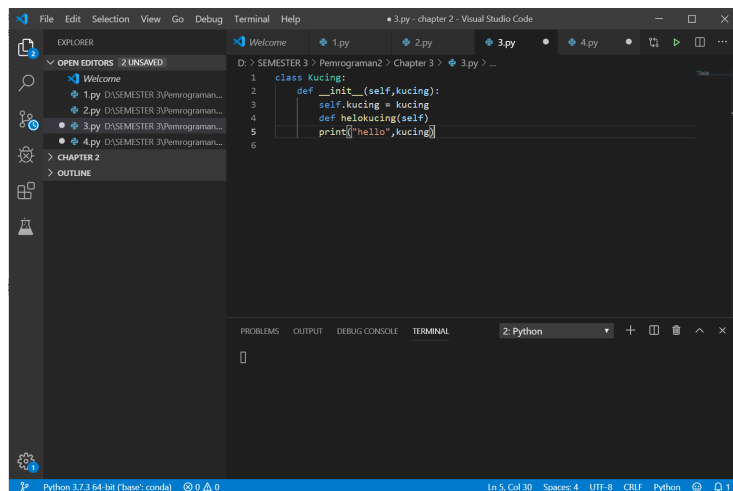 File Edit Selection View Go Debug Terminal Help ● 3.py - chapter 2 - Visual Studio Code
EXPLORER
OPEN EDITORS 2 UNSAVED
Welcome
1.py D:\SEMESTER 3\Pemrograman...
2.py D:\SEMESTER 3\Pemrograman...
3.py D:\SEMESTER 3\Pemrograman...
4.py D:\SEMESTER 3\Pemrograman...
CHAPTER 2
OUTLINE
2
1
Welcome 1.py 2.py 3.py 4.py
D: > SEMESTER 3 > Pemrograman2 > Chapter 3 > 3.py > ...
1 class Kucing:
2 def __init__(self,kucing):
3 self.kucing = kucing
4 def helokucing(self)
5 print("hello",kucing)
6
PROBLEMS OUTPUT DEBUG CONSOLE TERMINAL 2: Python
Python 3.7.3 64-bit ('base': conda) 0 0 Ln 5, Col 30 Spaces: 4 UTF-8 CRLF Python 1